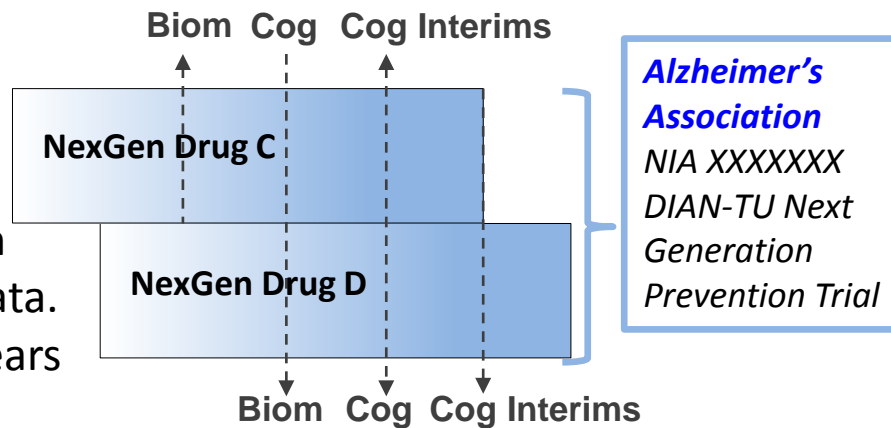 Biom Cog Cog Interims
NexGen Drug C
NexGen Drug D
ata.
ears
Biom Cog Cog Interims
Alzheimer’s
Association
NIA XXXXXXX
DIAN-TU Next
Generation
Prevention Trial